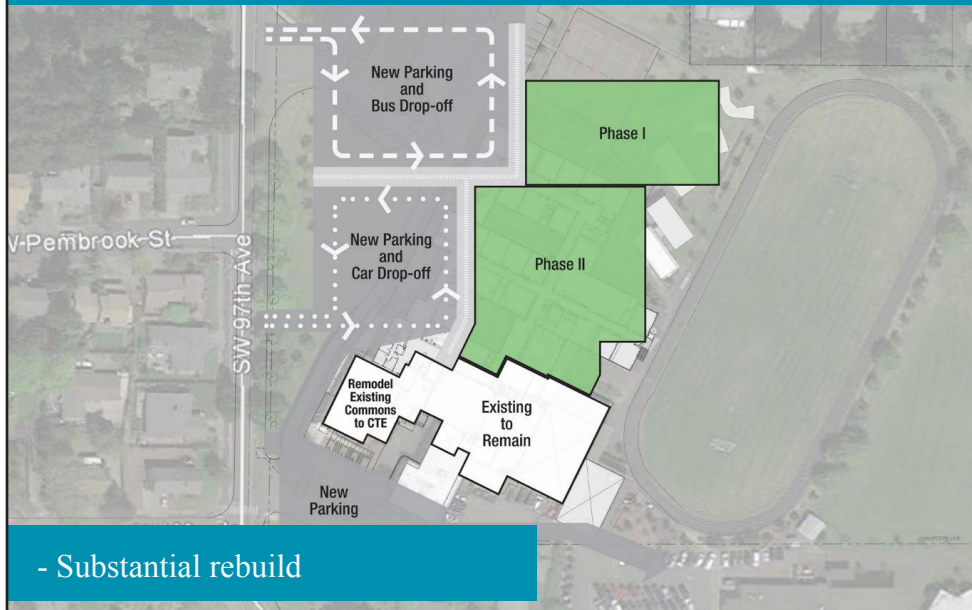 New Parking
and
Bus Drop-off
Phase I
W-Pembrook St
New Parking
and
Car Drop-off
Phase II
SW-97th-Ave
Remodel
Existing
Commons
to CTE
Existing
to
Remain
New
Parking
- Substantial rebuild